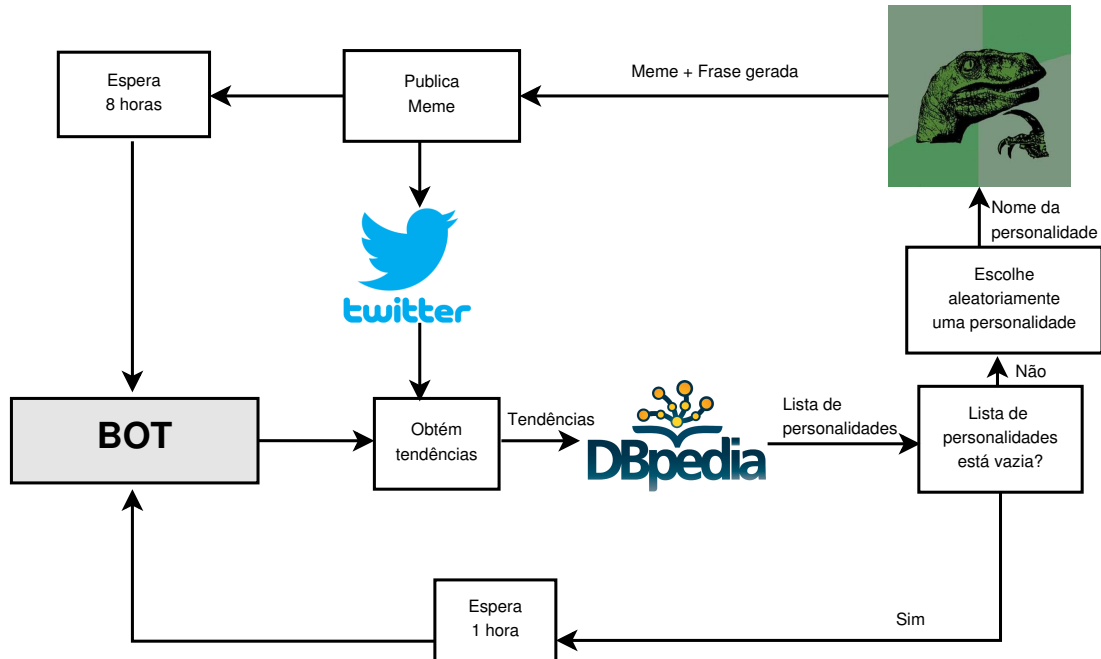 Espera
8 horas
Publica
Meme
Meme + Frase gerada
Nome da
personalidade
twitter
Escolhe
aleatoriamente
uma personalidade
Não
BOT
Obtém
tendências
Tendências
DBpedia
Lista de
personalidades
Lista de
personalidades
está vazia?
Espera
1 hora
Sim